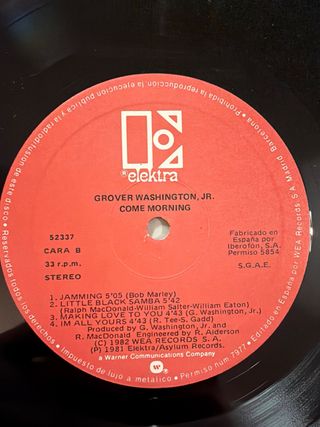 elektra
GROVER WASHINGTON, JR.
COME MORNING
52337
CARA B
33 r.p.m.
STEREO
Fabricado en
España por
Iberofón, S.A.
Permiso 5854
S.G.A.E.
1. JAMMING 5'05 (Bob Marley)
2. LITTLE BLACK SAMBA 5'42
(Ralph MacDonald-William Salter-William Eaton)
3. MAKING LOVE TO YOU 4'43 (G. Washington, Jr.)
4. IM ALL YOURS 4'43 (R. Tee-S. Gadd)
Produced by G. Washington, Jr. and
R. MacDonald Engineered by R. Alderson
(C) 1982 WEA RECORDS S.A.
(P) 1981 Elektra/Asylum Records.
a Warner Communications Company
Reservados todos los derechos. Prohibida la reproducción, la ejecución publica y la radiodifusion de este disco
Editado en España por WEA Records S.A. Madrid Barcelona
impuesto de lujo a metalico Permiso num 7977